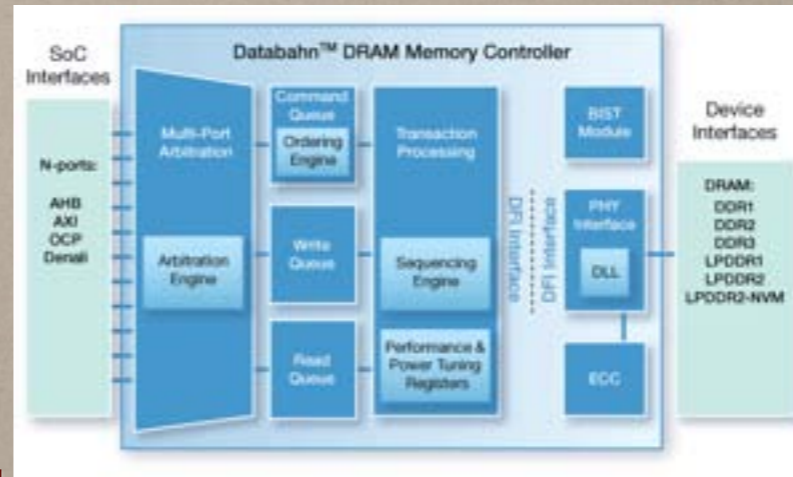 Databahn™ DRAM Memory Controller
SoC
Interfaces
N-ports:
AHB
AXI
OCP
Denali
Multi-Port
Arbitration
Arbitration
Engine
Command
Queue
Ordering
Engine
Write
Queue
Read
Queue
Transaction
Processing
Sequencing
Engine
Performance &
Power Tuning
Registers
DFI Interface
DFI Interface
BIST
Module
PHY
Interface
DLL
ECC
Device
Interfaces
DRAM:
DDR1
DDR2
DDR3
LPDDR1
LPDDR2
LPDDR2-NVM